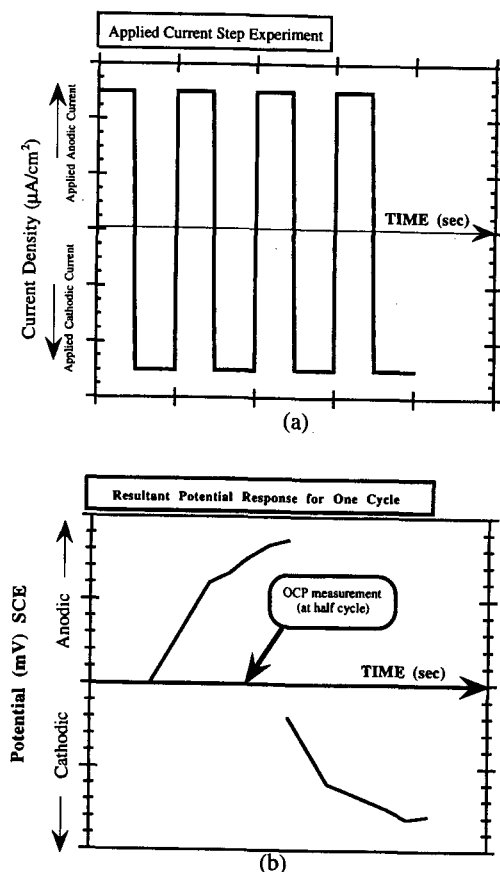 Applied Current Step Experiment
Current Density (μA/cm²)
Applied Anodic Current
Applied Cathodic Current
TIME (sec)
(a)
Resultant Potential Response for One Cycle
Potential (mV) SCE
Anodic
Cathodic
OCP measurement
(at half cycle)
TIME (sec)
(b)